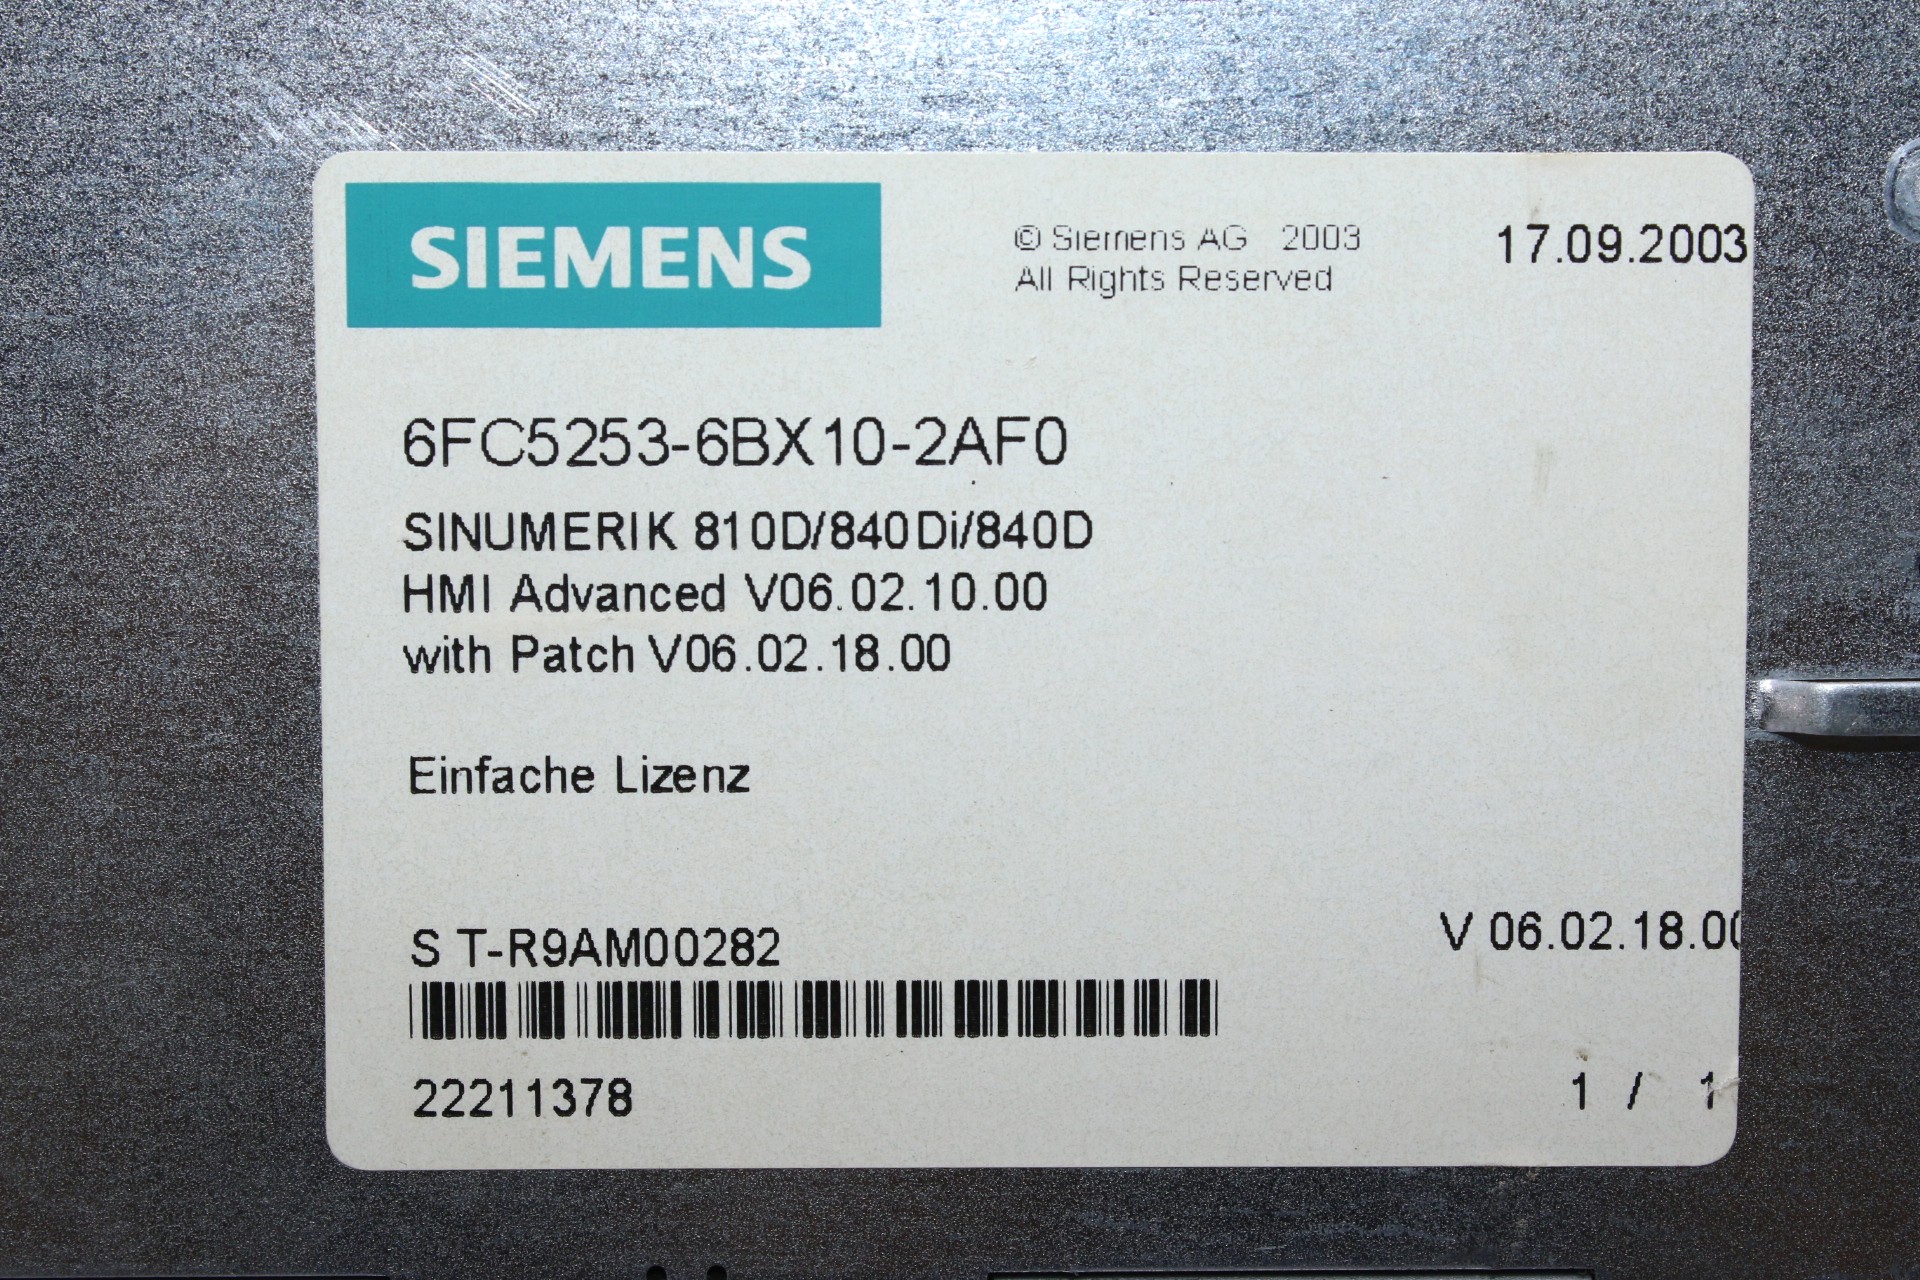 SIEMENS
© Siemens AG 2003
All Rights Reserved
17.09.2003
6FC5253-6BX10-2AF0
SINUMERIK 810D/840Di/840D
HMI Advanced V06.02.10.00
with Patch V06.02.18.00
Einfache Lizenz
S T-R9AM00282
V 06.02.18.00
22211378
1 / 1